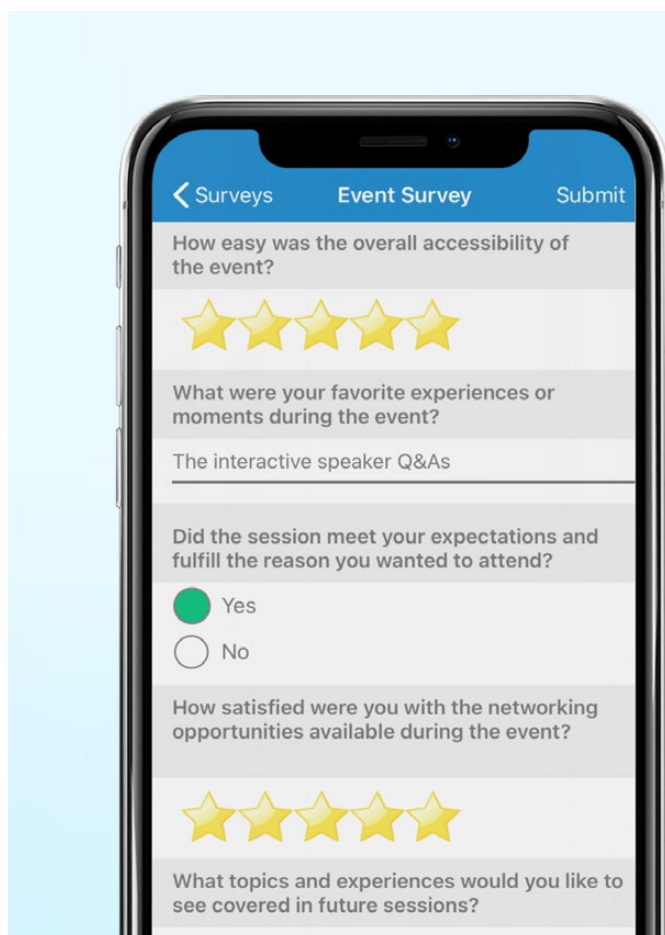 Surveys Event Survey Submit
How easy was the overall accessibility of
the event?
What were your favorite experiences or
moments during the event?
The interactive speaker Q&As
Did the session meet your expectations and
fulfill the reason you wanted to attend?
Yes
No
How satisfied were you with the networking
opportunities available during the event?
What topics and experiences would you like to
see covered in future sessions?